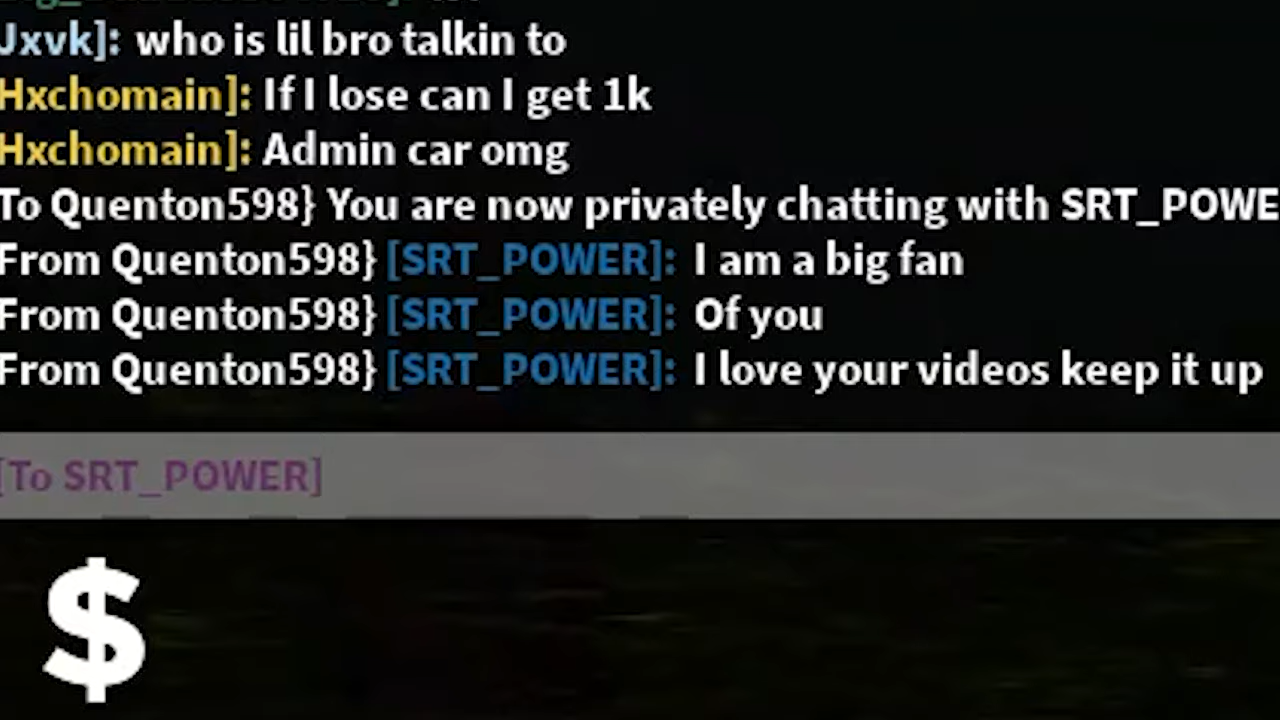 Jxvk]: who is lil bro talkin to
Hxchomain]: If I lose can I get 1k
Hxchomain]: Admin car omg
To Quenton598} You are now privately chatting with SRT_POWE
From Quenton598} [SRT_POWER]: I am a big fan
From Quenton598} [SRT_POWER]: Of you
From Quenton598} [SRT_POWER]: I love your videos keep it up
[To SRT_POWER]
$